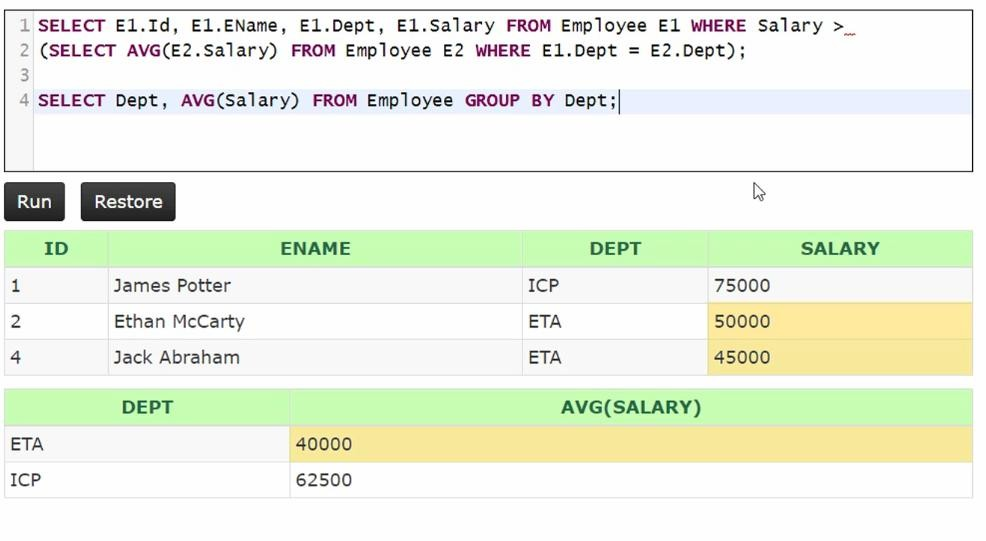 1 SELECT E1.Id, E1.EName, E1.Dept, E1.Salary FROM Employee E1 WHERE Salary >
2 (SELECT AVG(E2.Salary) FROM Employee E2 WHERE E1.Dept = E2.Dept);
3
4 SELECT Dept, AVG(Salary) FROM Employee GROUP BY Dept;
Run Restore
ID ENAME DEPT SALARY
1 James Potter ICP 75000
2 Ethan McCarty ETA 50000
4 Jack Abraham ETA 45000
DEPT AVG(SALARY)
ETA 40000
ICP 62500